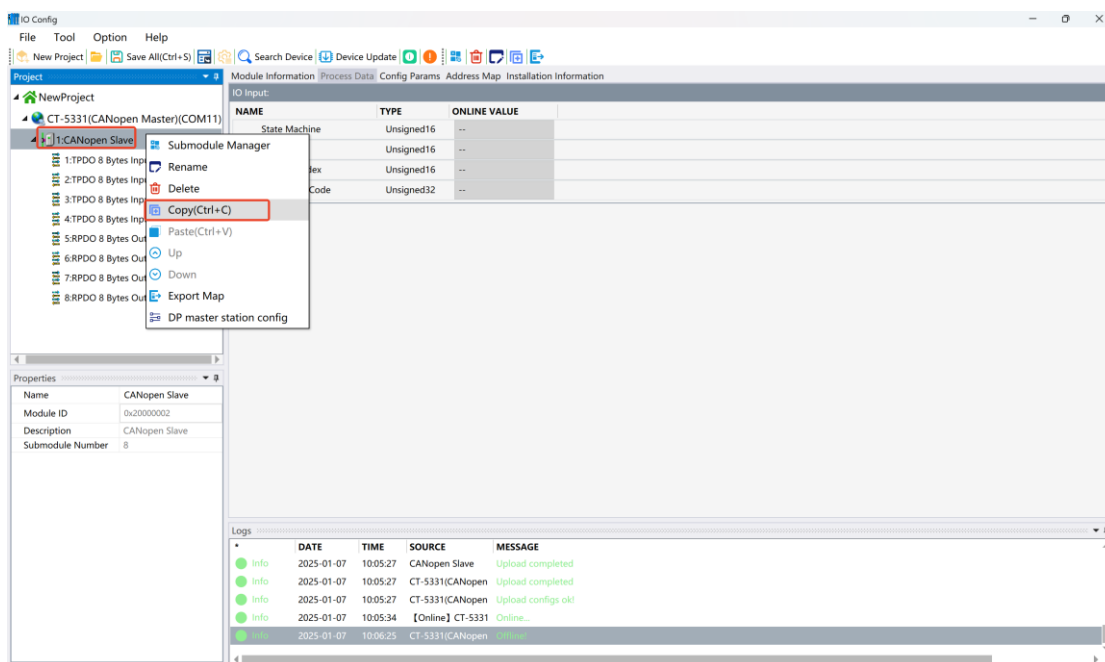 IO Config
File Tool Option Help
New Project Save All(Ctrl+S) Search Device Device Update
Project
NewProject
CT-5331(CANopen Master)(COM11)
1:CANopen Slave
1:TPDO 8 Bytes Inp
2:TPDO 8 Bytes Inp
3:TPDO 8 Bytes Inp
4:TPDO 8 Bytes Inp
5:RPDO 8 Bytes Out
6:RPDO 8 Bytes Out
7:RPDO 8 Bytes Out
8:RPDO 8 Bytes Out
Submodule Manager
Rename
Delete
Copy(Ctrl+C)
Paste(Ctrl+V)
Up
Down
Export Map
DP master station config
Module Information Process Data Config Params Address Map Installation Information
IO Input:
NAME TYPE ONLINE VALUE
State Machine Unsigned16 --
Unsigned16 --
dex Unsigned16 --
Code Unsigned32 --
Properties
Name CANopen Slave
Module ID 0x20000002
Description CANopen Slave
Submodule Number 8
Logs
* DATE TIME SOURCE MESSAGE
Info 2025-01-07 10:05:27 CANopen Slave Upload completed
Info 2025-01-07 10:05:27 CT-5331(CANopen Upload completed
Info 2025-01-07 10:05:27 CT-5331(CANopen Upload configs ok!
Info 2025-01-07 10:05:34 【Online】CT-5331 Online...
Info 2025-01-07 10:06:25 CT-5331(CANopen Offline!